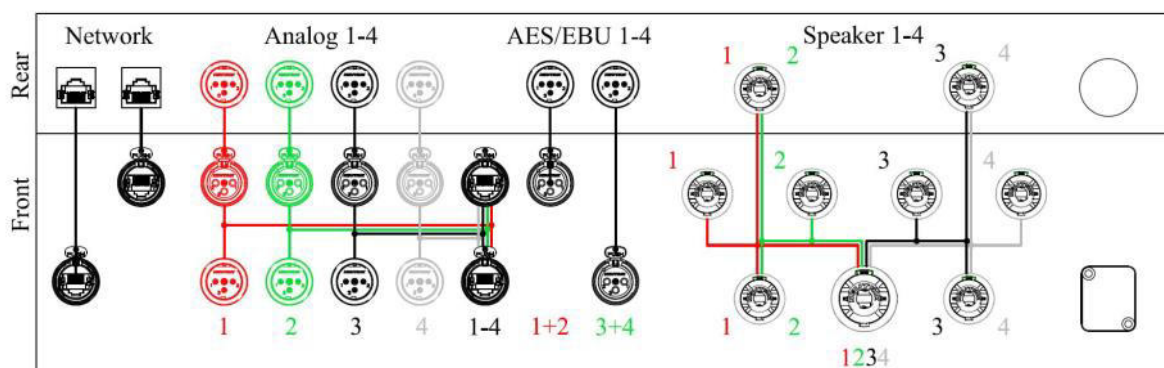 Network Analog 1-4 AES/EBU 1-4 Speaker 1-4
Rear
1 2 3 4
Front
1 2 3 4
1 2 3 4 1-4 1+2 3+4 1 2 3 4
1234